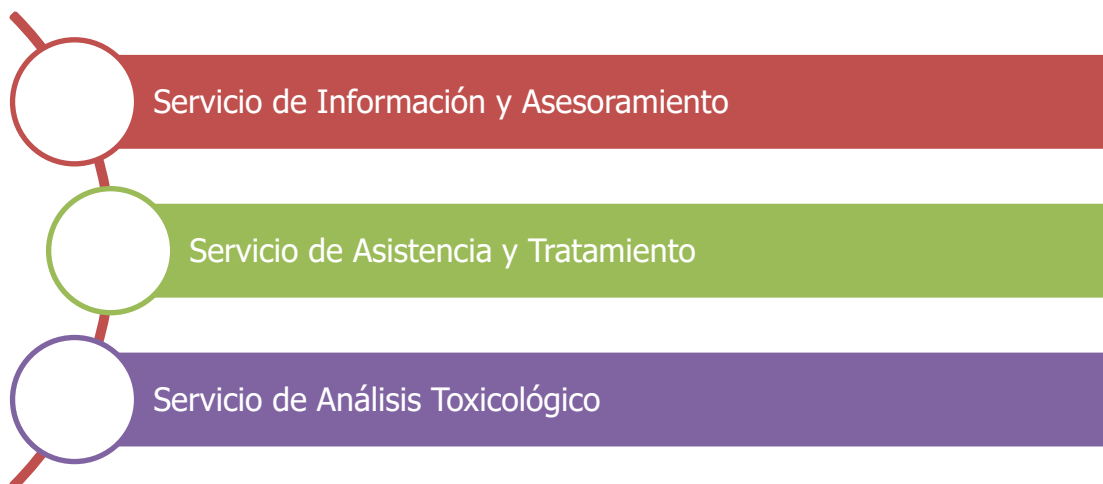 Servicio de Información y Asesoramiento
Servicio de Asistencia y Tratamiento
Servicio de Análisis Toxicológico